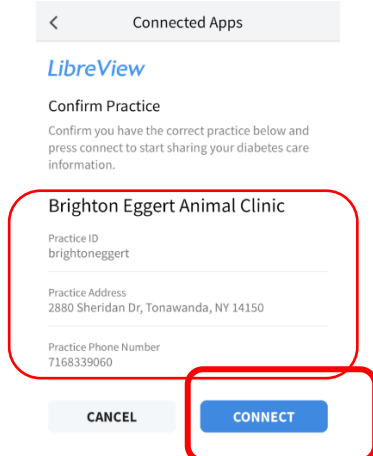 Connected Apps
LibreView
Confirm Practice
Confirm you have the correct practice below and
press connect to start sharing your diabetes care
information.
Brighton Eggert Animal Clinic
Practice ID
brightoneggert
Practice Address
2880 Sheridan Dr, Tonawanda, NY 14150
Practice Phone Number
7168339060
CANCEL
CONNECT